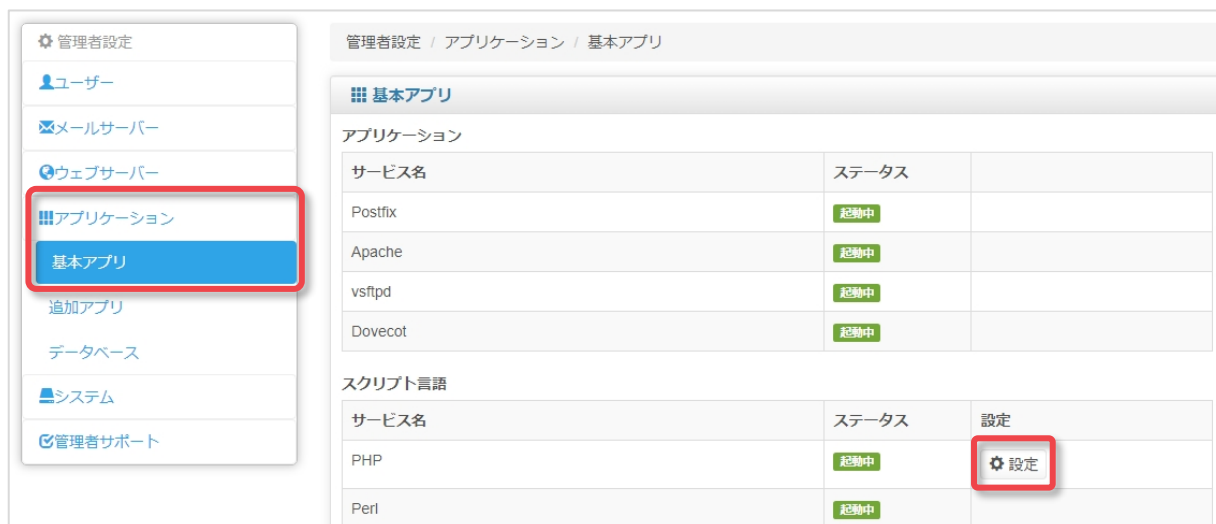 管理者設定
ユーザー
メールサーバー
ウェブサーバー
アプリケーション
基本アプリ
追加アプリ
データベース
システム
管理者サポート
管理者設定 / アプリケーション / 基本アプリ
基本アプリ
アプリケーション
サービス名 ステータス
Postfix 起動中
Apache 起動中
vsftpd 起動中
Dovecot 起動中
スクリプト言語
サービス名 ステータス 設定
PHP 起動中 設定
Perl 起動中